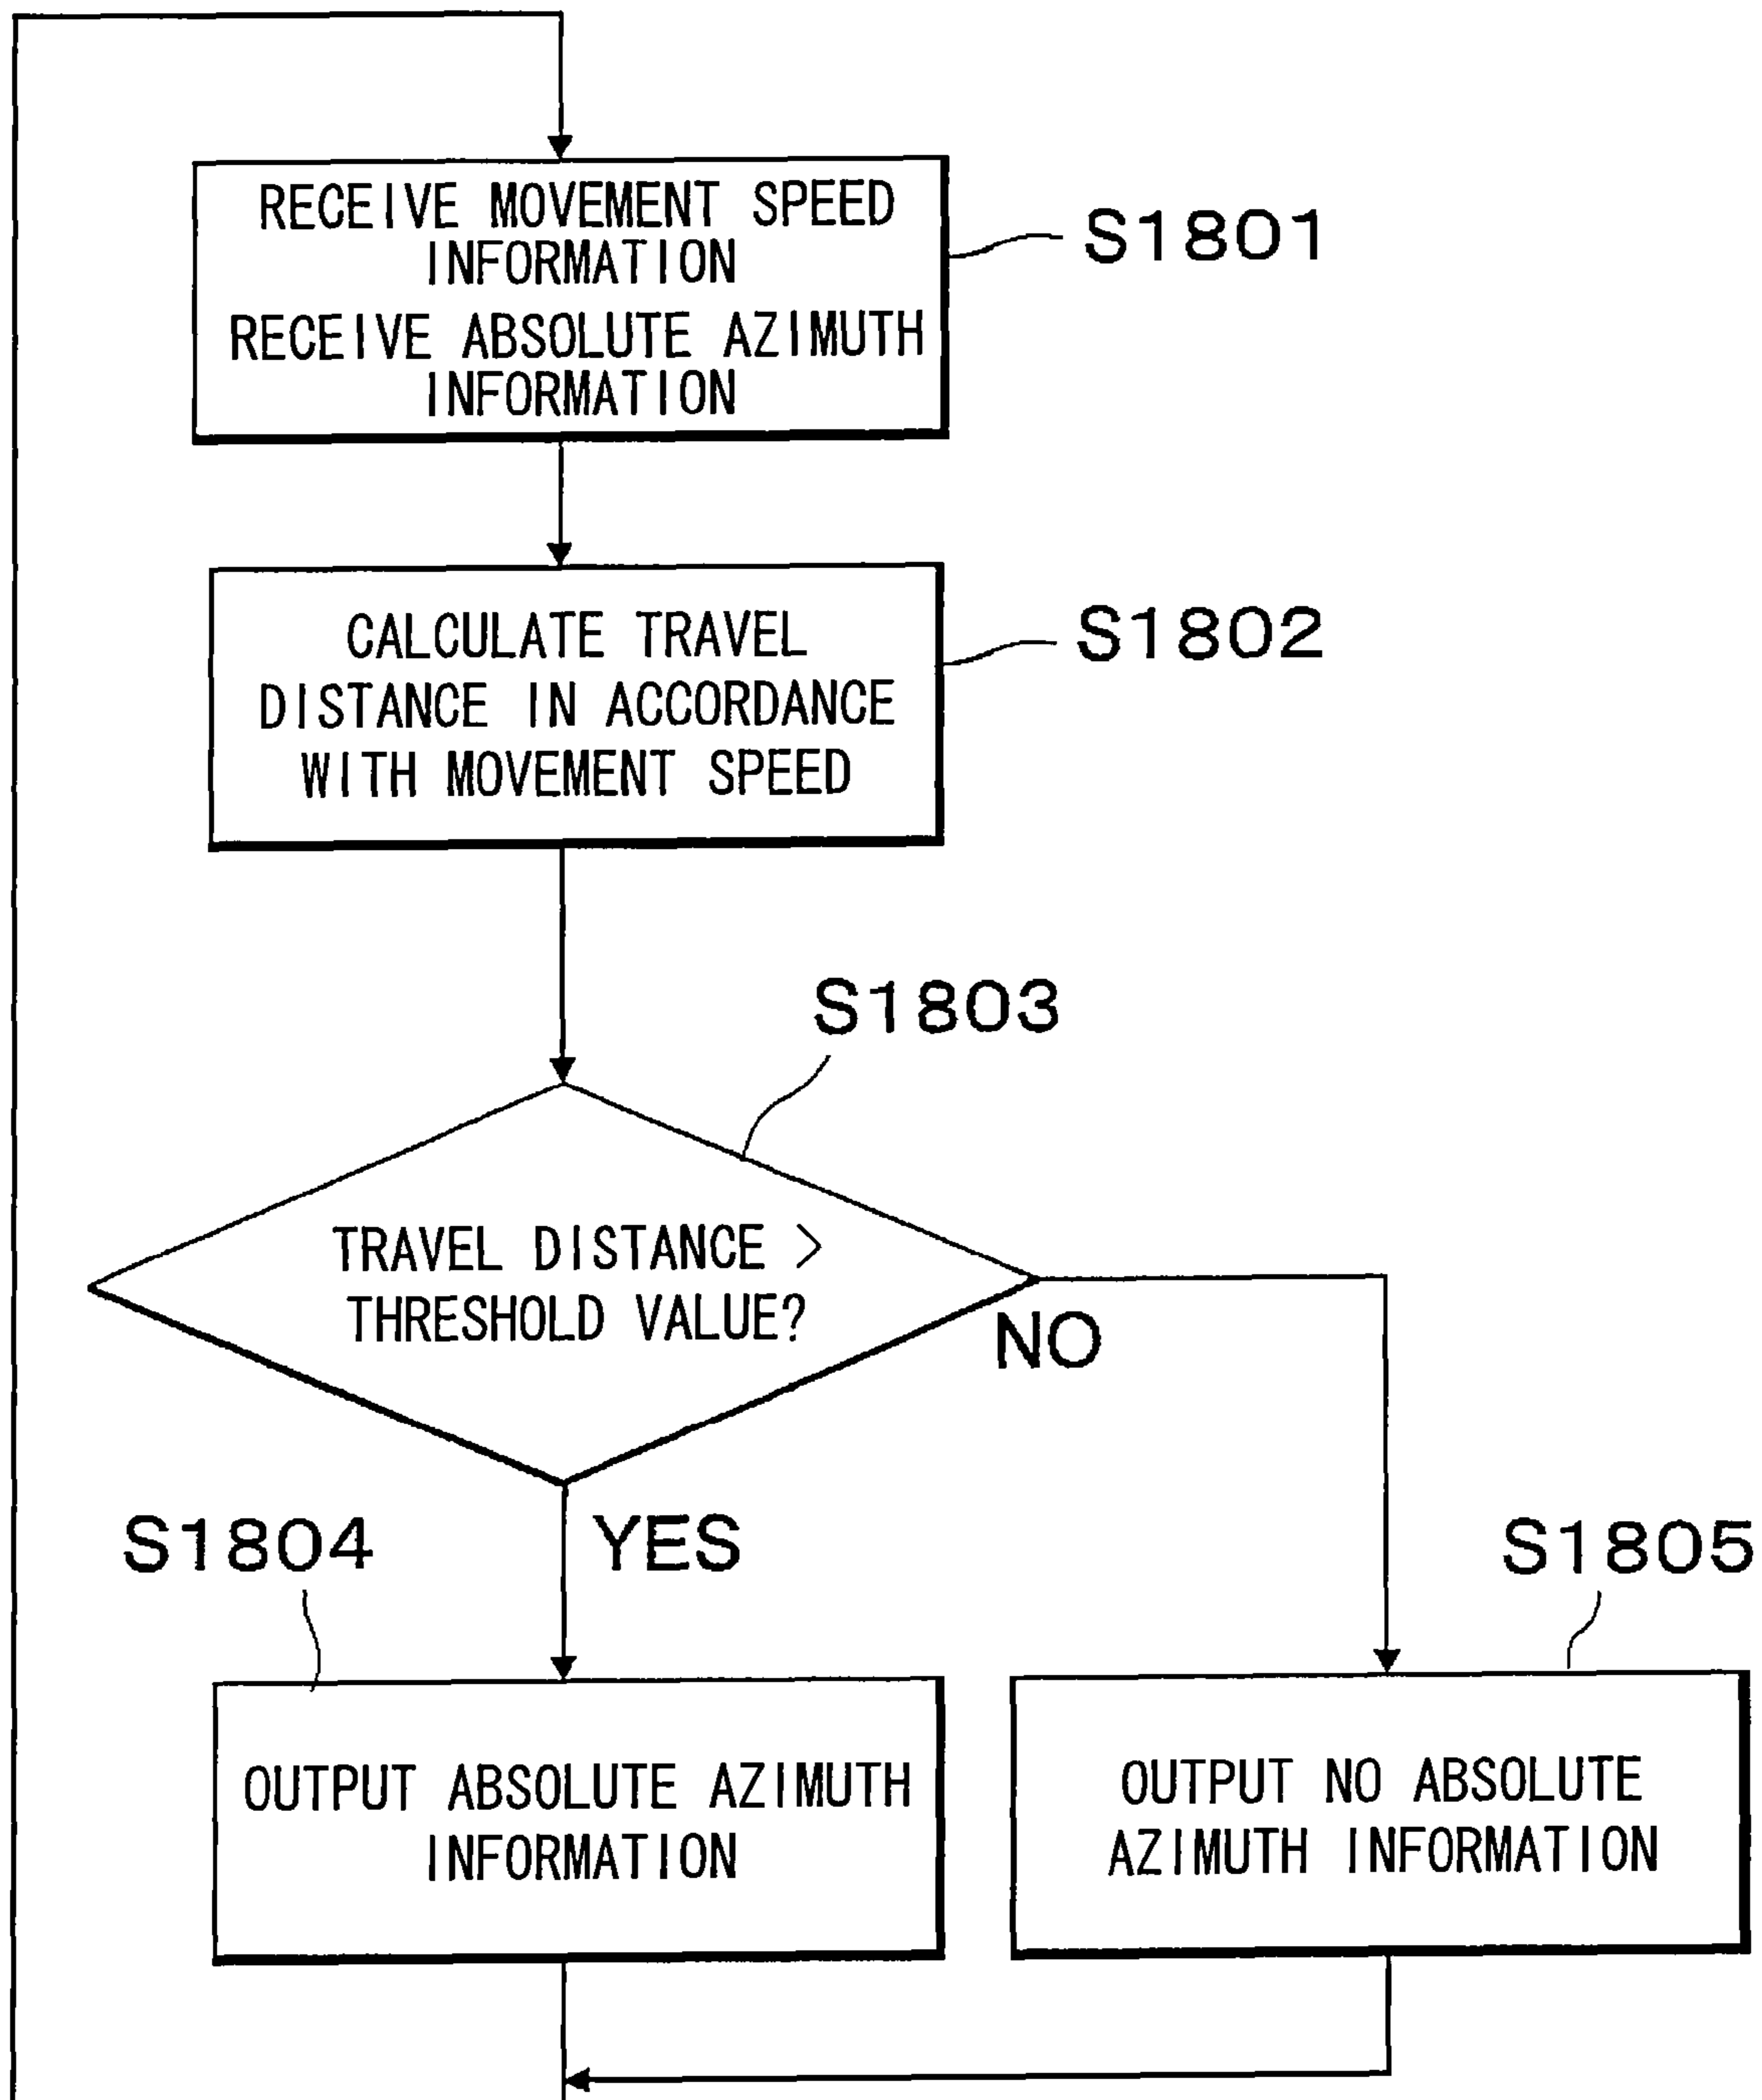 RECEIVE MOVEMENT SPEED
INFORMATION
RECEIVE ABSOLUTE AZIMUTH
INFORMATION
S1801
CALCULATE TRAVEL
DISTANCE IN ACCORDANCE
WITH MOVEMENT SPEED
S1802
S1803
TRAVEL DISTANCE >
THRESHOLD VALUE?
NO
YES
S1804
S1805
OUTPUT ABSOLUTE AZIMUTH
INFORMATION
OUTPUT NO ABSOLUTE
AZIMUTH INFORMATION